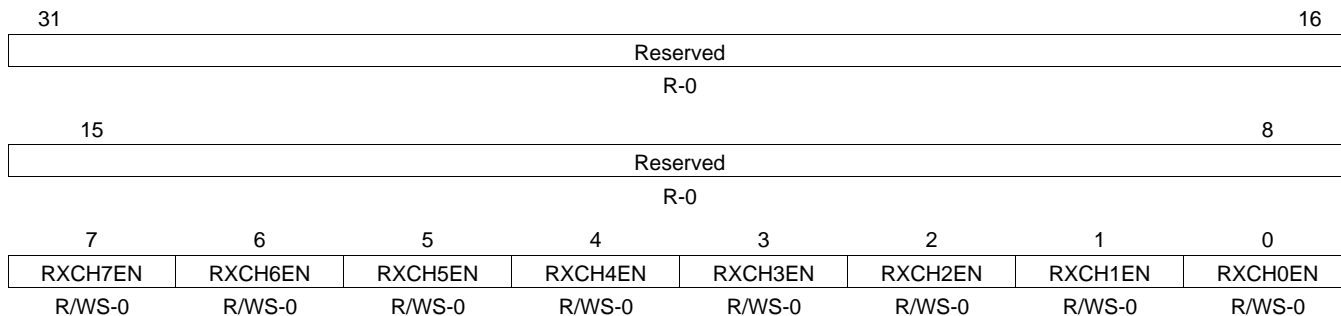 31 16
Reserved
R-0
15 8
Reserved
R-0
7 6 5 4 3 2 1 0
RXCH7EN RXCH6EN RXCH5EN RXCH4EN RXCH3EN RXCH2EN RXCH1EN RXCH0EN
R/WS-0 R/WS-0 R/WS-0 R/WS-0 R/WS-0 R/WS-0 R/WS-0 R/WS-0